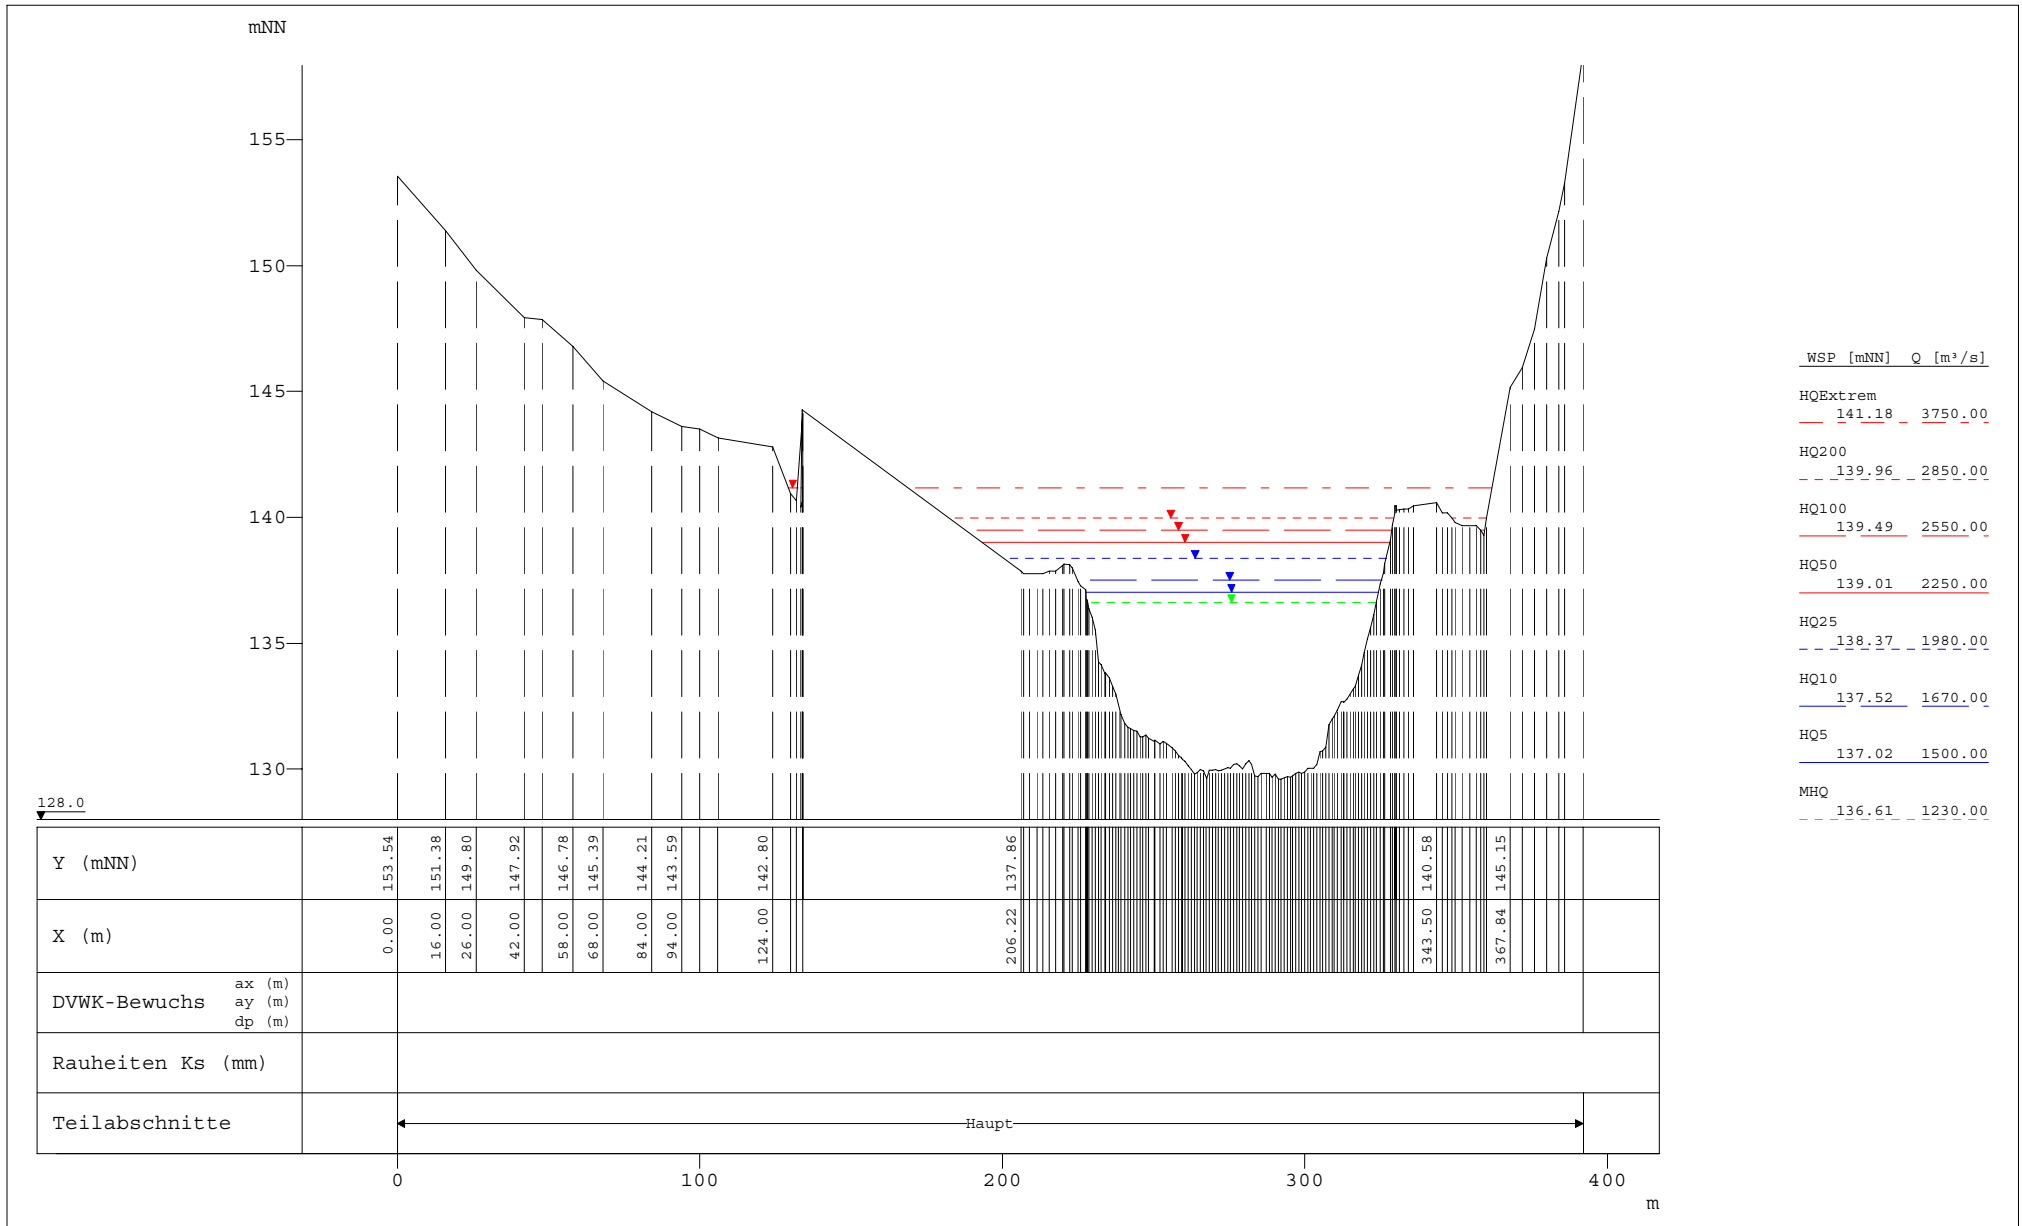 mNN
155
150
145
140
135
130
128.0
WSP [mNN] Q [m³/s]
HQExtrem
141.18 3750.00
HQ200
139.96 2850.00
HQ100
139.49 2550.00
HQ50
139.01 2250.00
HQ25
138.37 1980.00
HQ10
137.52 1670.00
HQ5
137.02 1500.00
MHQ
136.61 1230.00
Y (mNN) 153.54 151.38 149.80 147.92 146.78 145.39 144.21 143.59 142.80 137.86 140.58 145.15
X (m) 0.00 16.00 26.00 42.00 58.00 68.00 84.00 94.00 124.00 206.22 343.50 367.84
DVWK-Bewuchs
ax (m)
ay (m)
dp (m)
Rauheiten Ks (mm)
Teilabschnitte Haupt
0 100 200 300 400
m